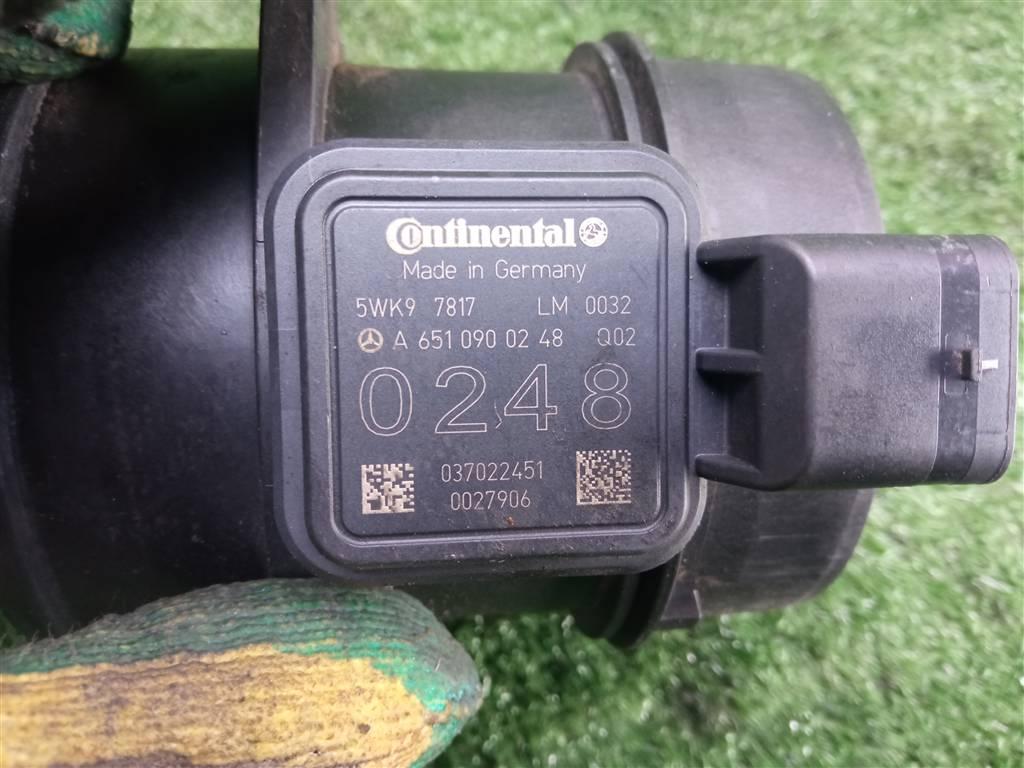 Continental
Made in Germany
5WK9 7817 LM 0032
A 651 090 02 48 Q02
0248
037022451
0027906